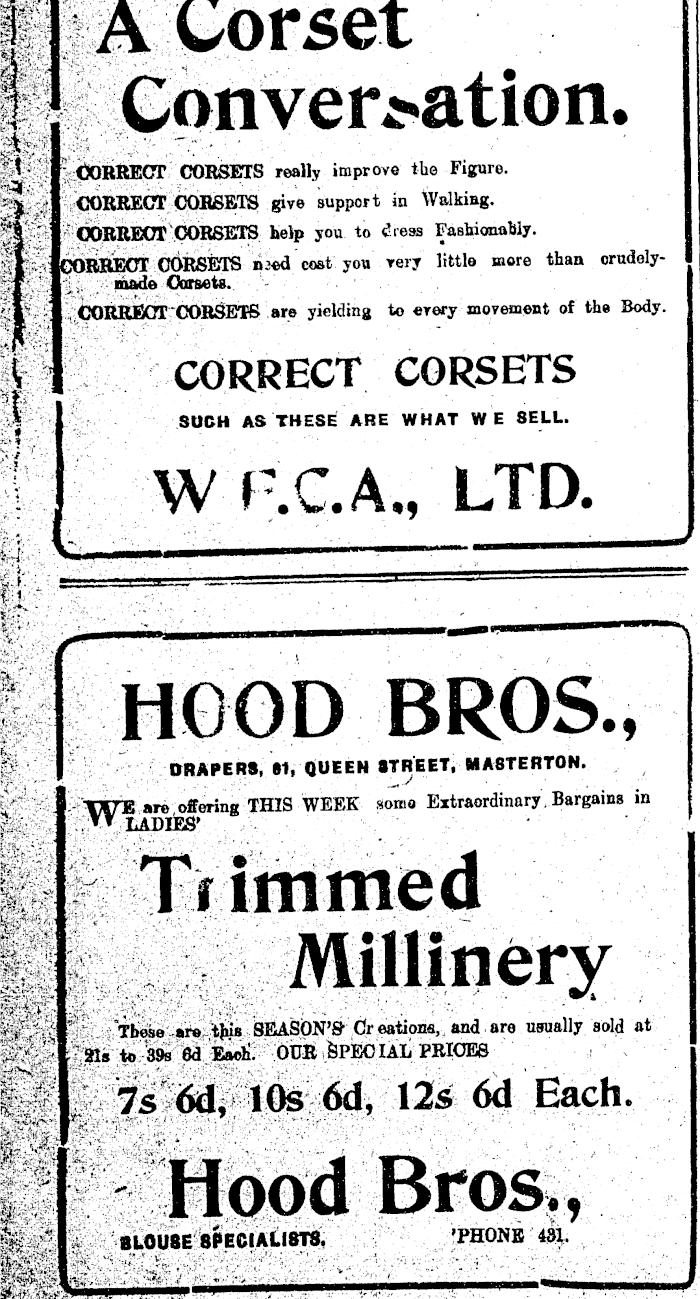 A Corset
Conversation.
CORRECT CORSETS really improve the Figure.
CORRECT CORSETS give support in Walking.
CORRECT CORSETS help you to dress Fashionably.
CORRECT CORSETS need cost you very little more than crudely-
made Corsets.
CORRECT CORSETS are yielding to every movement of the Body.
CORRECT CORSETS
SUCH AS THESE ARE WHAT WE SELL.
W F.C.A., LTD.
HOOD BROS.,
DRAPERS, 61, QUEEN STREET, MASTERTON.
WE are offering THIS WEEK some Extraordinary Bargains in
LADIES'
Trimmed
Millinery
These are this SEASON'S Creations, and are usually sold at
21s to 39s 6d Each. OUR SPECIAL PRICES
7s 6d, 10s 6d, 12s 6d Each.
Hood Bros.,
BLOUSE SPECIALISTS. 'PHONE 431.